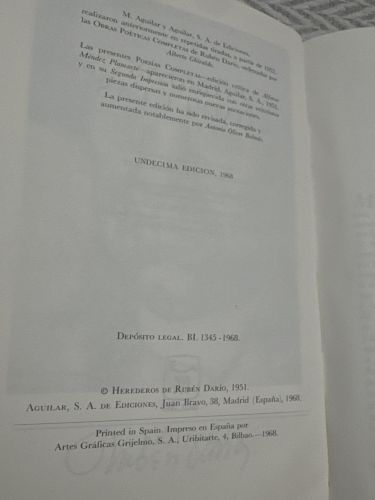 M. Aguilar y Aguilar, S. A. de Ediciones,
realizaron anteriormente en repetidas tiradas, a partir de 1932,
las OBRAS POÉTICAS COMPLETAS de Rubén Darío, ordenadas por
Alberto Ghiraldo.
Las presentes POESÍAS COMPLETAS—edición crítica de Alfonso
Méndez Plancarte—aparecieron en Madrid, Aguilar, S. A., 1952,
y en su Segunda Impresión salió enriquecida con otras
piezas dispersas y numerosas nuevas anotaciones.
La presente edición ha sido revisada, corregida y
aumentada notablemente por Antonio Oliver Belmás.
UNDECIMA EDICION, 1968
DEPÓSITO LEGAL. BI. 1345 - 1968.
© HEREDEROS DE RUBÉN DARÍO, 1951.
AGUILAR, S. A. DE EDICIONES, Juan Bravo, 38, Madrid (España), 1968.
Printed in Spain. Impreso en España por
Artes Gráficas Grijelmo, S. A., Uribitarte, 4, Bilbao.—1968.